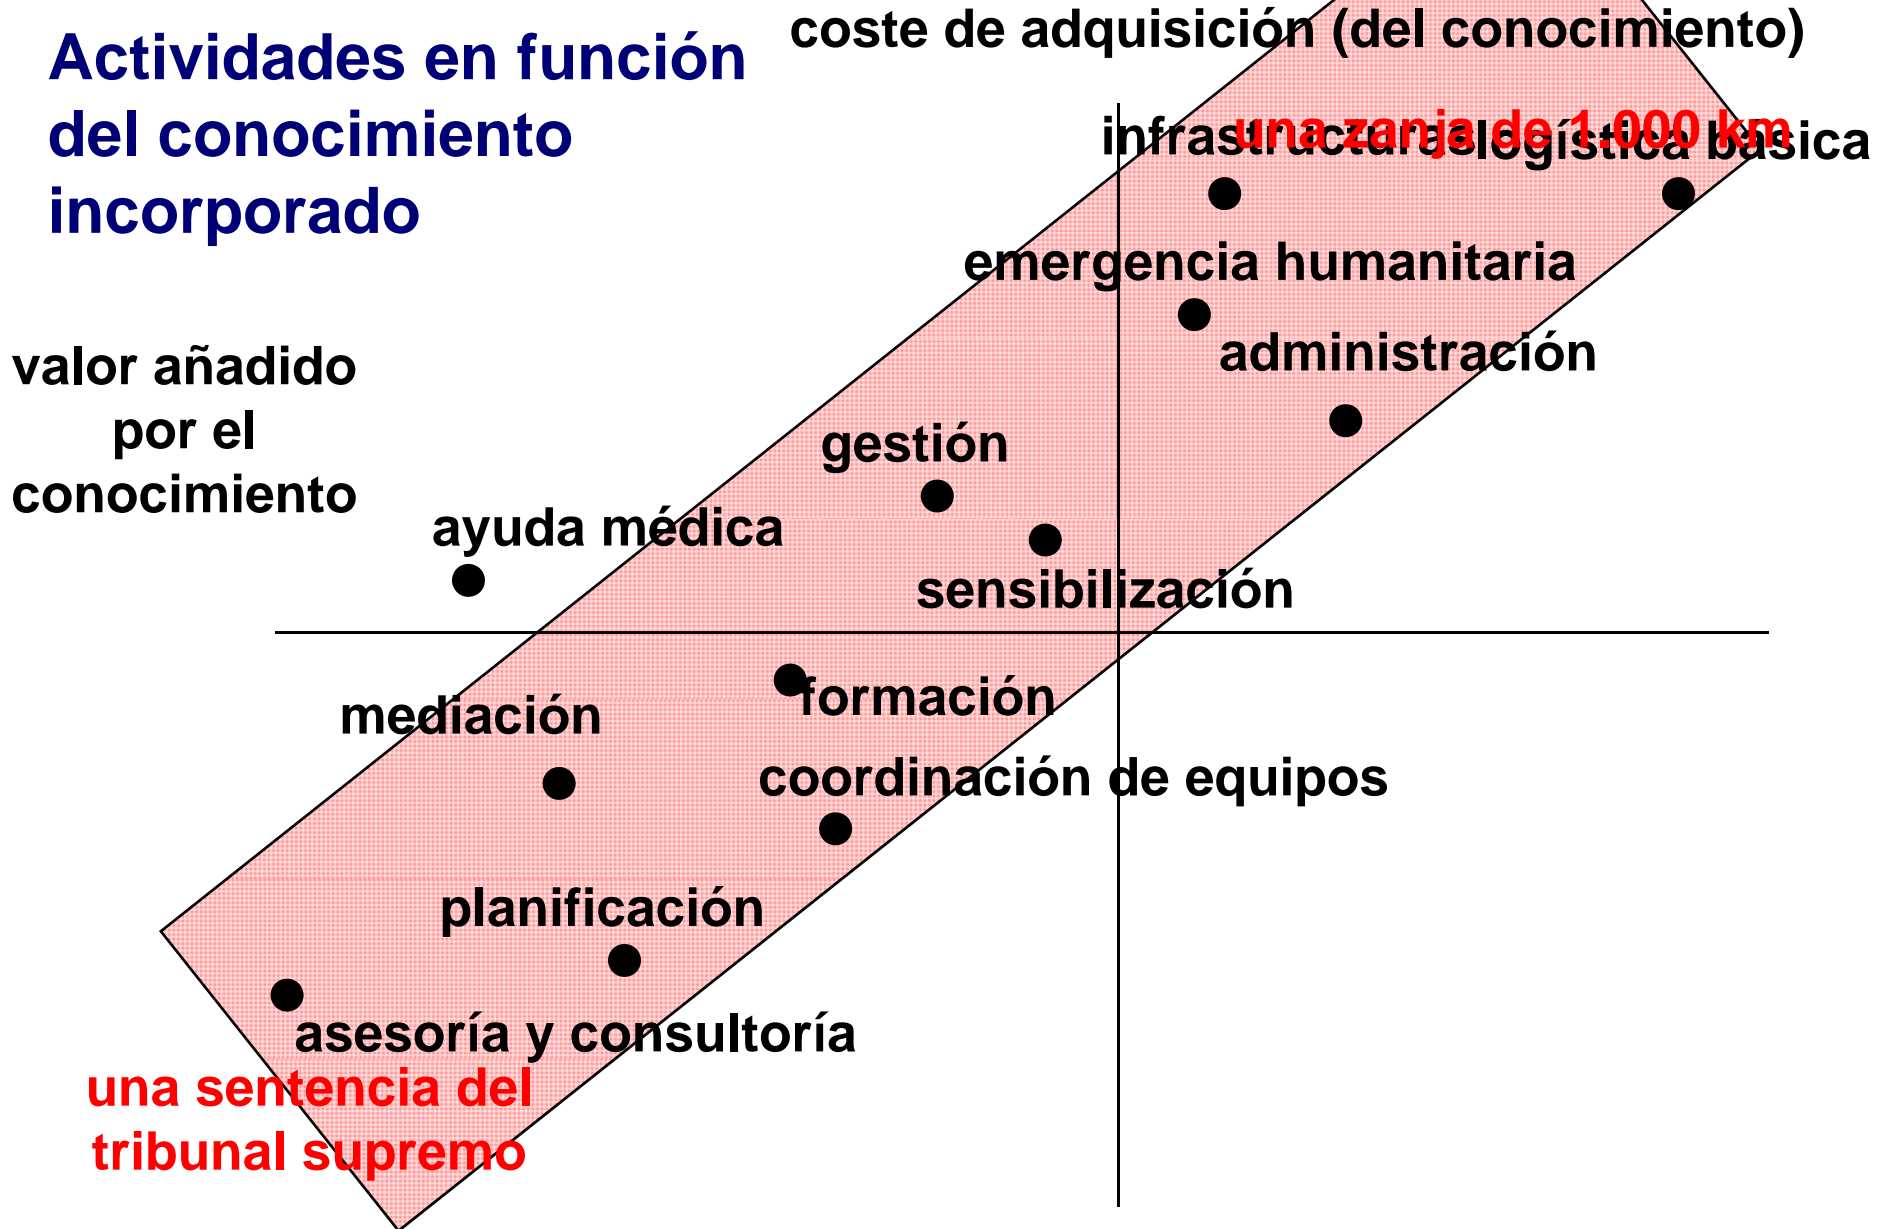 Actividades en función
del conocimiento
incorporado
coste de adquisición (del conocimiento)
una zanja de 1.000 km
infrastructuras
logística básica
emergencia humanitaria
administración
valor añadido
por el
conocimiento
gestión
ayuda médica
sensibilización
formación
mediación
coordinación de equipos
planificación
asesoría y consultoría
una sentencia del
tribunal supremo